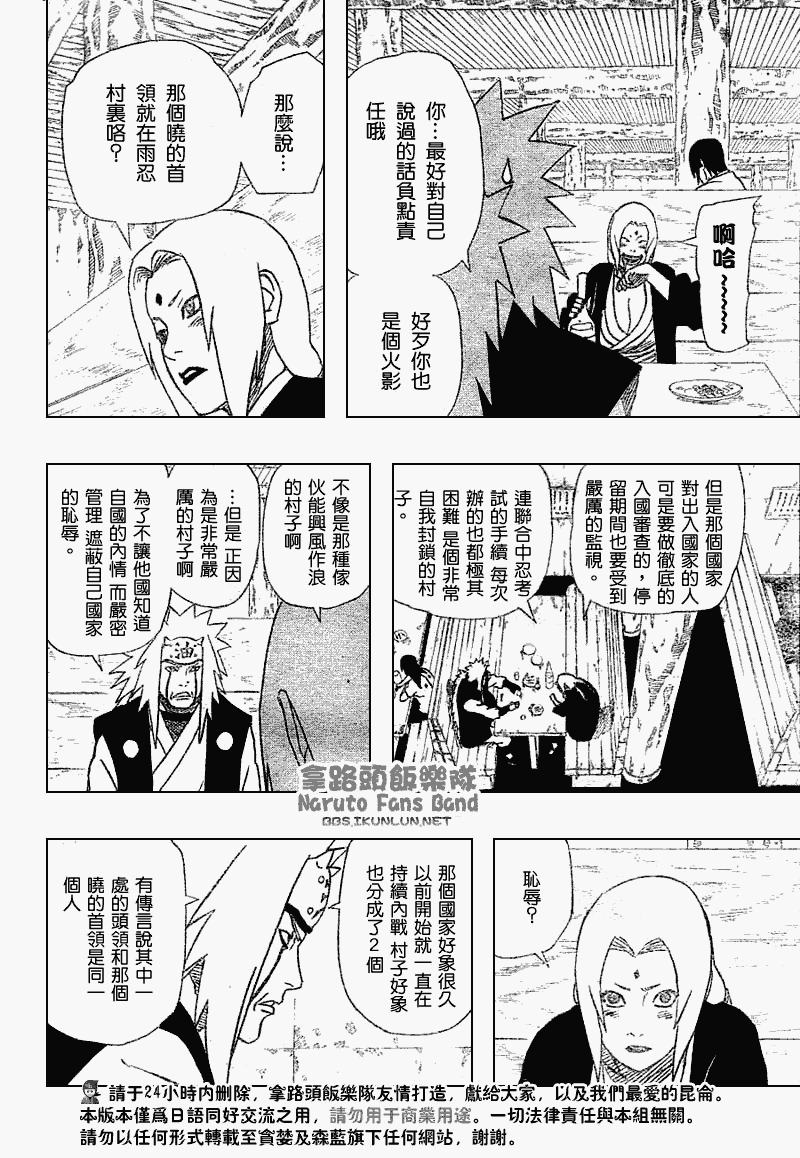 啊哈~~~~~~
你…最好對自己
說過的話負點責
任哦
好歹你也
是個火影
那麼說…
那個曉的首
領就在雨忍
村裏咯？
但是那個國家
對出入國家的人
可是要做徹底的
入國審查的，停
留期間也要受到
嚴厲的監視。
連聯合中忍考
試的手續 每次
辦的也都極其
困難 是個非常
自我封鎖的村
子。
不像是那種傢
伙能興風作浪
的村子啊
…但是 正因
為是非常嚴
厲的村子啊
為了不讓他國知道
自國的內情 而嚴密
管理 遮蔽自己國家
的恥辱。
油
恥辱？
那個國家好象很久
以前開始就一直在
持續內戰 村子好象
也分成了2個
有傳言說其中一
處的頭領和那個
曉的首領是同一
個人
拿路頭飯樂隊
Naruto Fans Band
BBS.IKUNLUN.NET
請于24小時內删除，拿路頭飯樂隊友情打造，獻給大家，以及我們最愛的昆侖。
本版本僅爲日語同好交流之用，請勿用于商業用途。一切法律責任與本組無關。
請勿以任何形式轉載至貪婪及森藍旗下任何網站，謝謝。